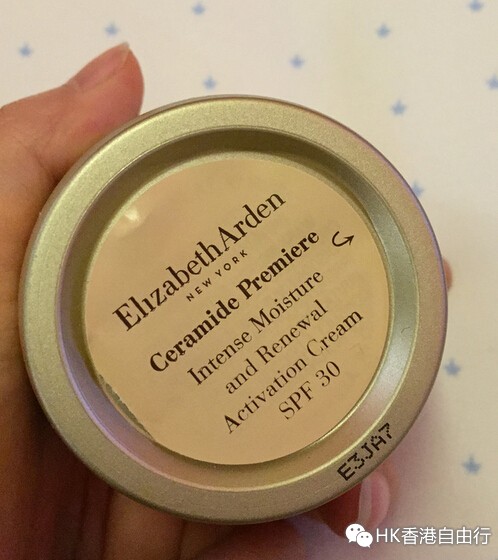 ElizabethArden
NEW YORK
Ceramide Premiere
Intense Moisture
and Renewal
Activation Cream
SPF 30
E3JA7
HK香港自由行